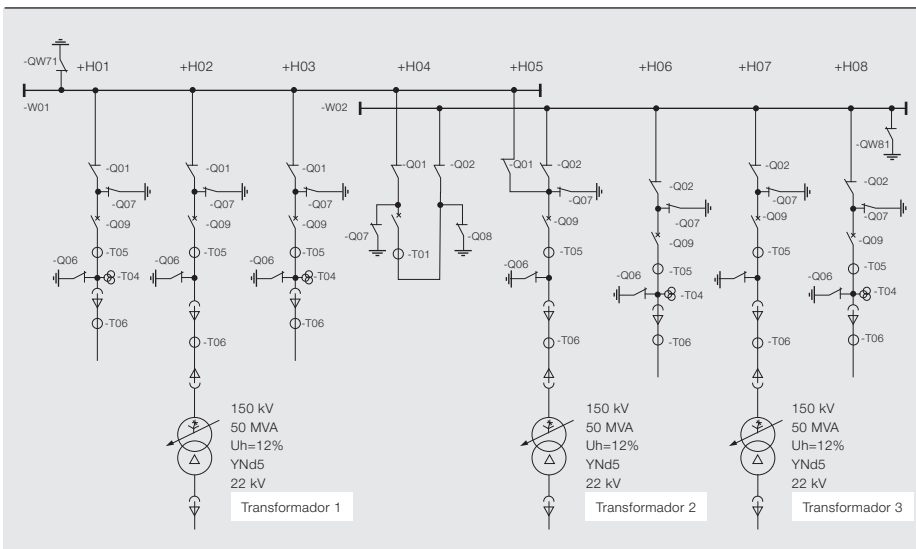 -QW71
+H01
+H02
+H03
+H04
+H05
+H06
+H07
+H08
-W01
-W02
-QW81
-Q01
-Q01
-Q01
-Q01
-Q02
-Q01
-Q02
-Q02
-Q02
-Q02
-Q07
-Q07
-Q07
-Q07
-Q07
-Q07
-Q07
-Q09
-Q09
-Q09
-Q07
-Q08
-Q09
-Q09
-Q09
-Q09
-T05
-T05
-T05
-T01
-T05
-T05
-T05
-T05
-Q06
-T04
-Q06
-Q06
-T04
-Q06
-Q06
-T04
-Q06
-Q06
-T04
-T06
-T06
-T06
-T06
-T06
-T06
-T06
150 kV
50 MVA
Uh=12%
YNd5
22 kV
Transformador 1
150 kV
50 MVA
Uh=12%
YNd5
22 kV
Transformador 2
150 kV
50 MVA
Uh=12%
YNd5
22 kV
Transformador 3